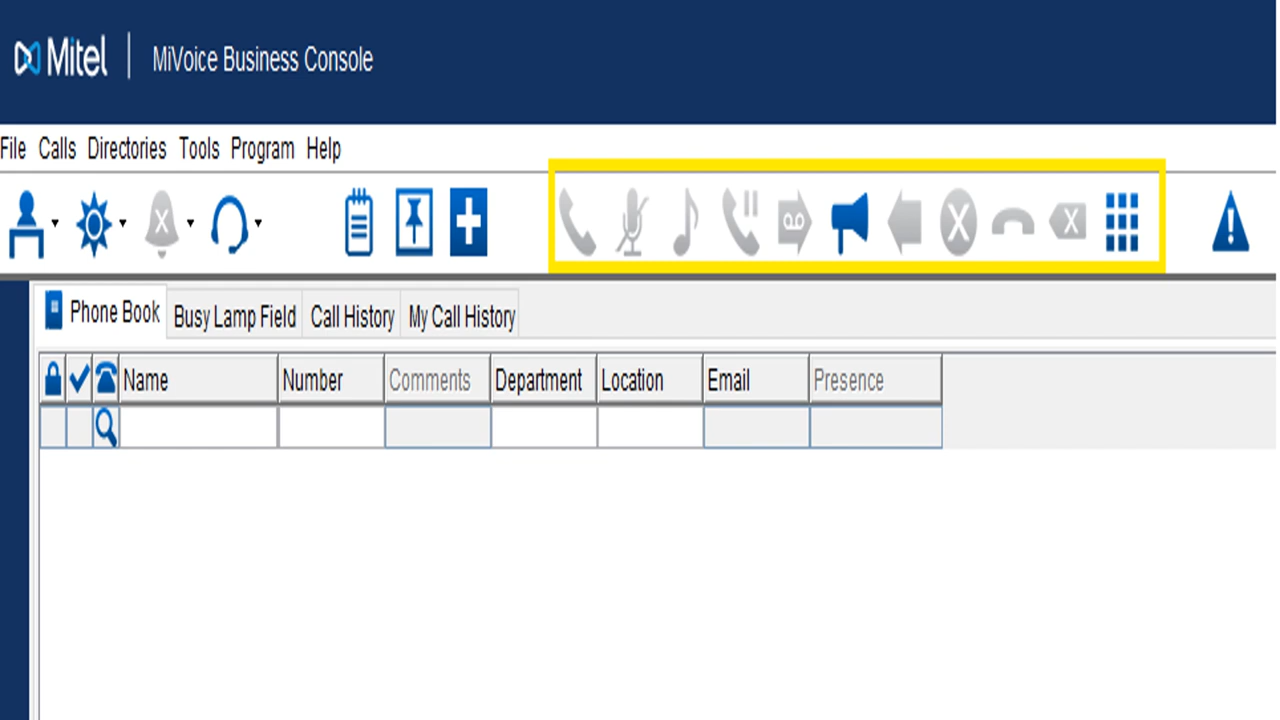 Mitel | MiVoice Business Console
File Calls Directories Tools Program Help
Phone Book Busy Lamp Field Call History My Call History
Name Number Comments Department Location Email Presence